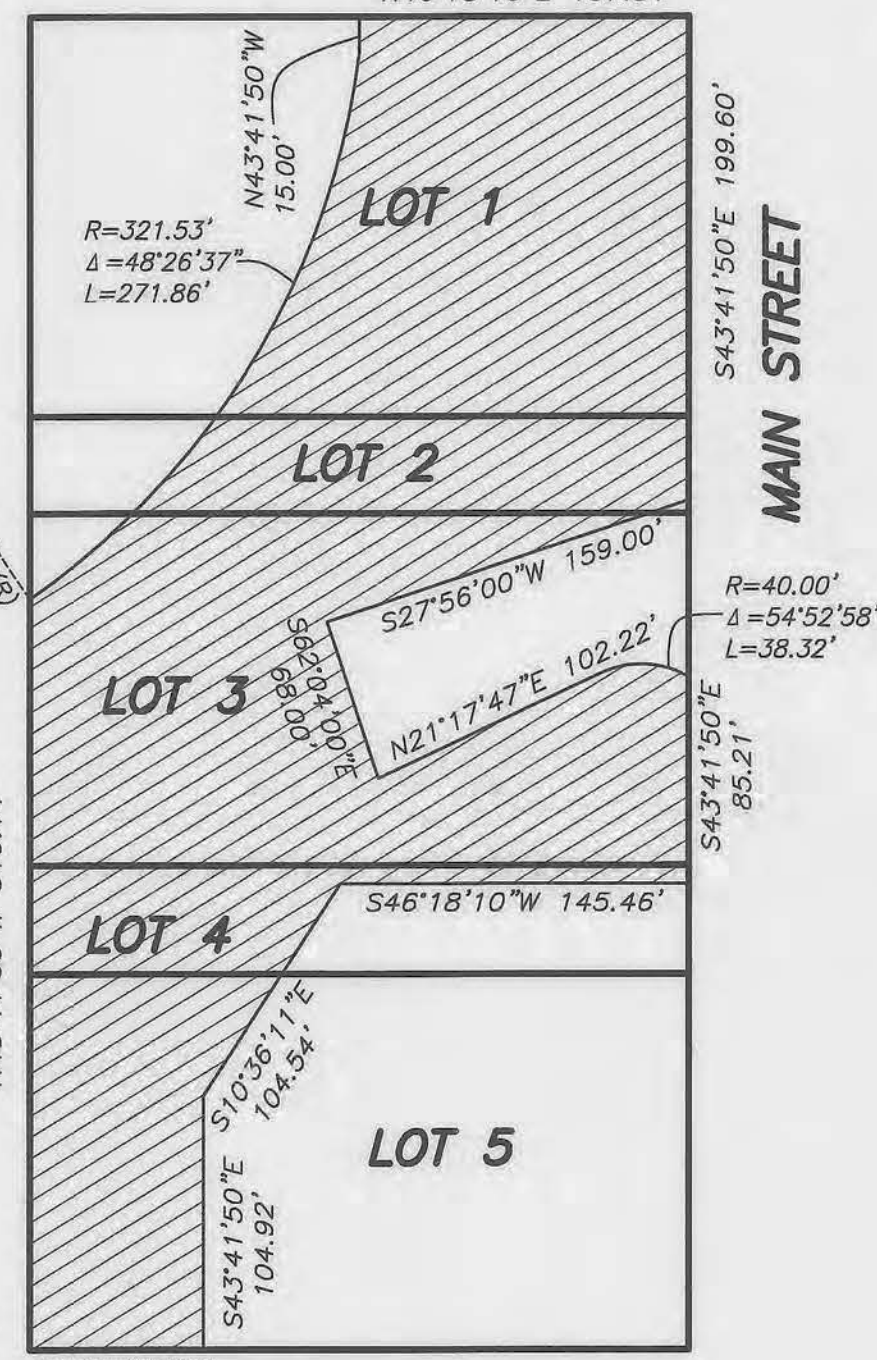 N43°41'50"W
15.00'
LOT 1
S43°41'50"E 199.60'
MAIN STREET
R=321.53'
Δ=48°26'37"
L=271.86'
LOT 2
S27°56'00"W 159.00'
R=40.00'
Δ=54°52'58"
L=38.32'
S62°04'00"E
68.00'
LOT 3
N21°17'47"E 102.22'
S43°41'50"E
85.21'
S46°18'10"W 145.46'
LOT 4
S10°36'11"E
104.54'
LOT 5
S43°41'50"E
104.92'